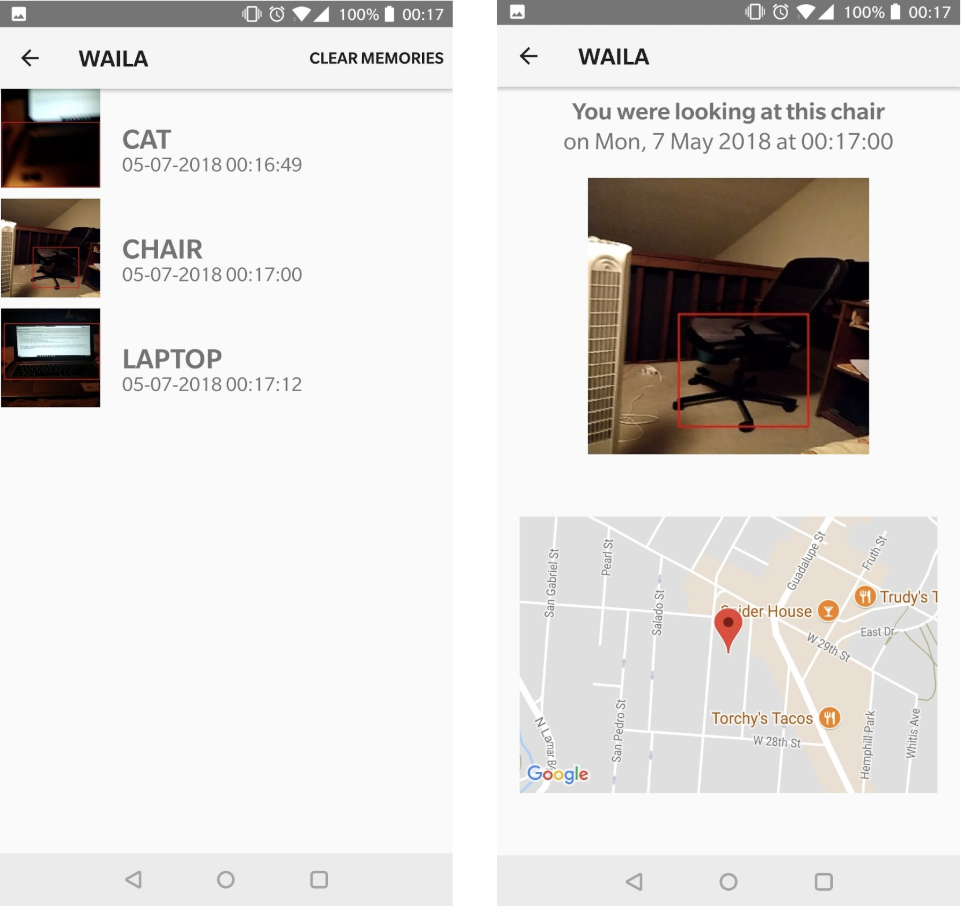 100% 00:17
WAILA
CLEAR MEMORIES
CAT
05-07-2018 00:16:49
CHAIR
05-07-2018 00:17:00
LAPTOP
05-07-2018 00:17:12
100% 00:17
WAILA
You were looking at this chair
on Mon, 7 May 2018 at 00:17:00
San Gabriel St
Pearl St
Salado St
Guadalupe St
Fruth St
Trudy's T
ider House
East Dr
W 29th St
Torchy's Tacos
W 28th St
San Pedro St
N Lamar B
Hemphill Park
Whitis Ave
Google